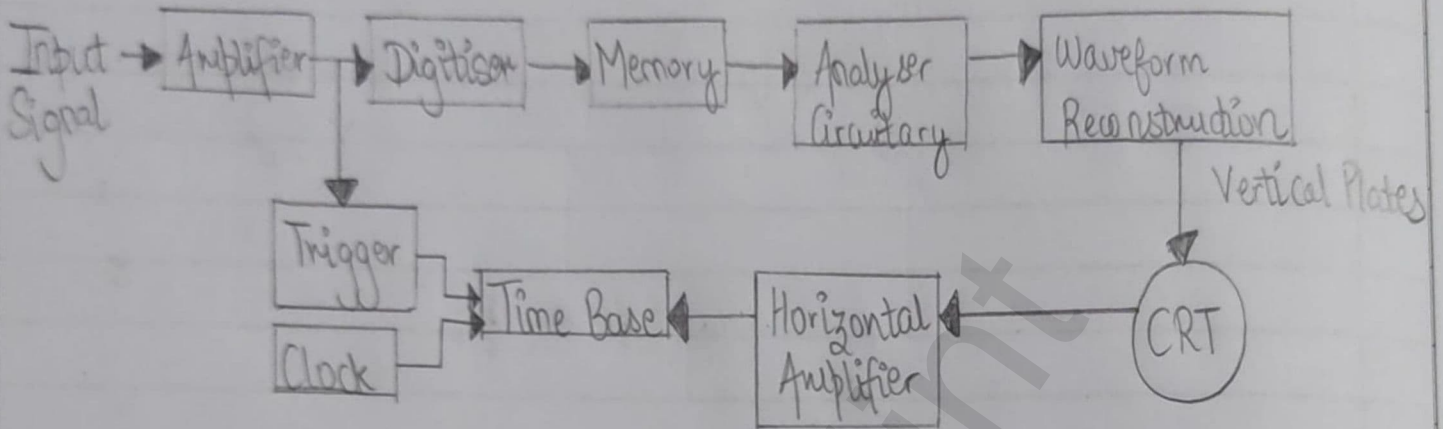 Input
Signal
Amplifier
Digitiser
Memory
Analyser
Circuitary
Waveform
Reconstruction
Vertical Plates
Trigger
Clock
Time Base
Horizontal
Amplifier
CRT